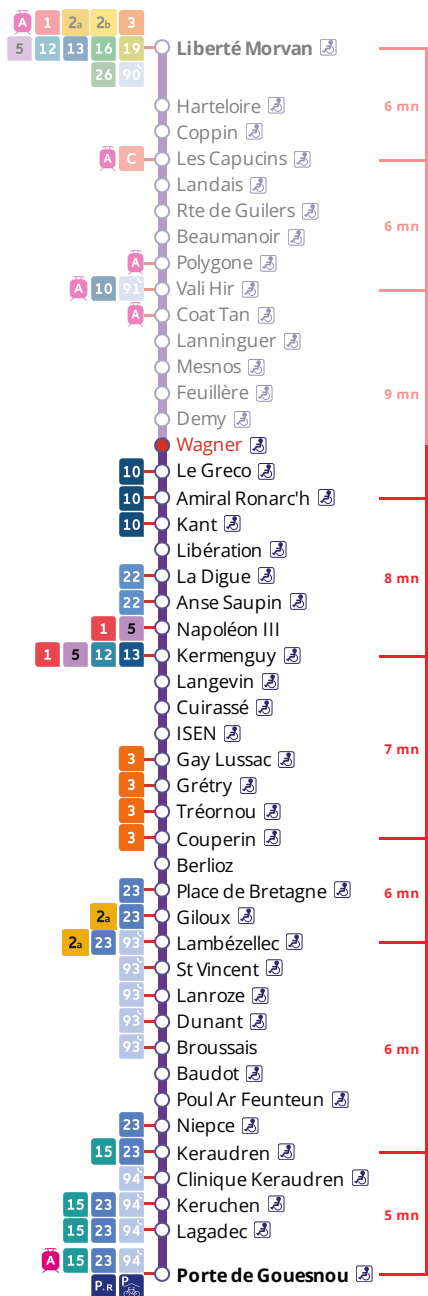 A 1 2a 2b 3
5 12 13 16 19 Liberté Morvan
26 90
Harteloire 6 mn
Coppin
A C Les Capucins
Landais
Rte de Guilers 6 mn
Beaumanoir
A Polygone
A 10 91 Vali Hir
A Coat Tan
Lanninguer
Mesnos
Feuillère 9 mn
Demy
Wagner
10 Le Greco
10 Amiral Ronarc'h
10 Kant
Libération
22 La Digue 8 mn
22 Anse Saupin
1 5 Napoléon III
1 5 12 13 Kermenguy
Langevin
Cuirassé
ISEN 7 mn
3 Gay Lussac
3 Grétry
3 Tréornou
3 Couperin
Berlioz
23 Place de Bretagne 6 mn
2a 23 Giloux
2a 23 93 Lambézellec
93 St Vincent
93 Lanroze
93 Dunant
93 Broussais 6 mn
Baudot
Poul Ar Feunteun
23 Niepce
15 23 Keraudren
94 Clinique Keraudren
15 23 94 Keruchen 5 mn
15 23 94 Lagadec
A 15 23 94 Porte de Gouesnou
P+R P